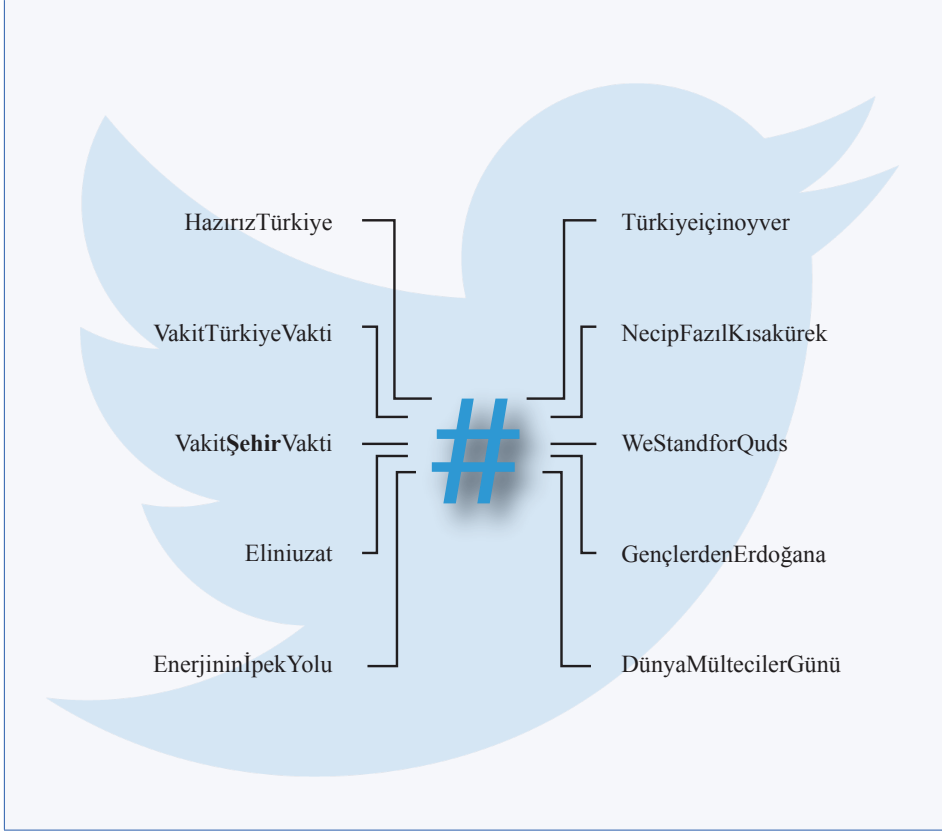 HazırızTürkiye
VakitTürkiyeVakti
VakitŞehirVakti
Eliniuzat
EnerjininİpekYolu
#
Türkiyeiçinoyver
NecipFazılKısakürek
WeStandforQuds
GençlerdenErdoğana
DünyaMültecilerGünü